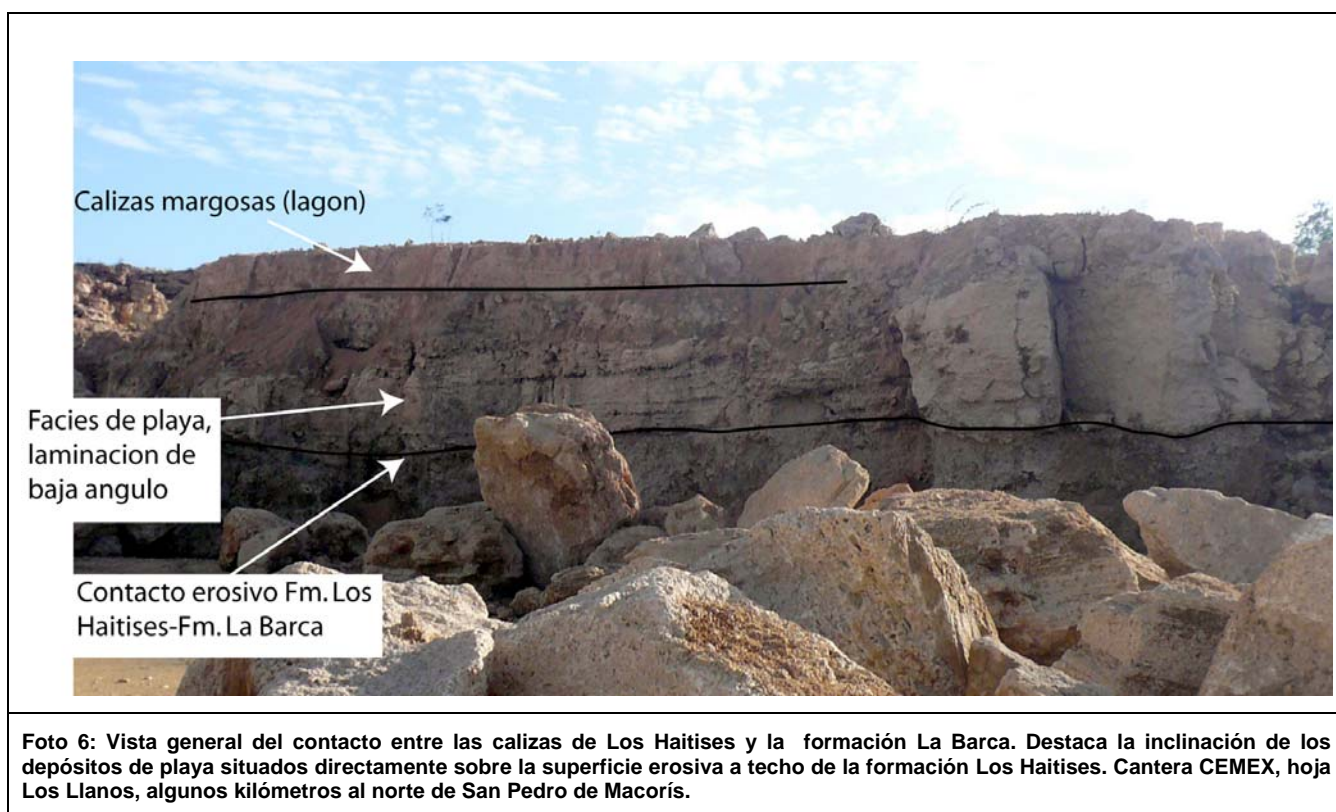 Calizas margosas (lagon)
Facies de playa,
laminacion de
baja angulo
Contacto erosivo Fm. Los
Haitises-Fm. La Barca
Foto 6: Vista general del contacto entre las calizas de Los Haitises y la formación La Barca. Destaca la inclinación de los
depósitos de playa situados directamente sobre la superficie erosiva a techo de la formación Los Haitises. Cantera CEMEX, hoja
Los Llanos, algunos kilómetros al norte de San Pedro de Macorís.